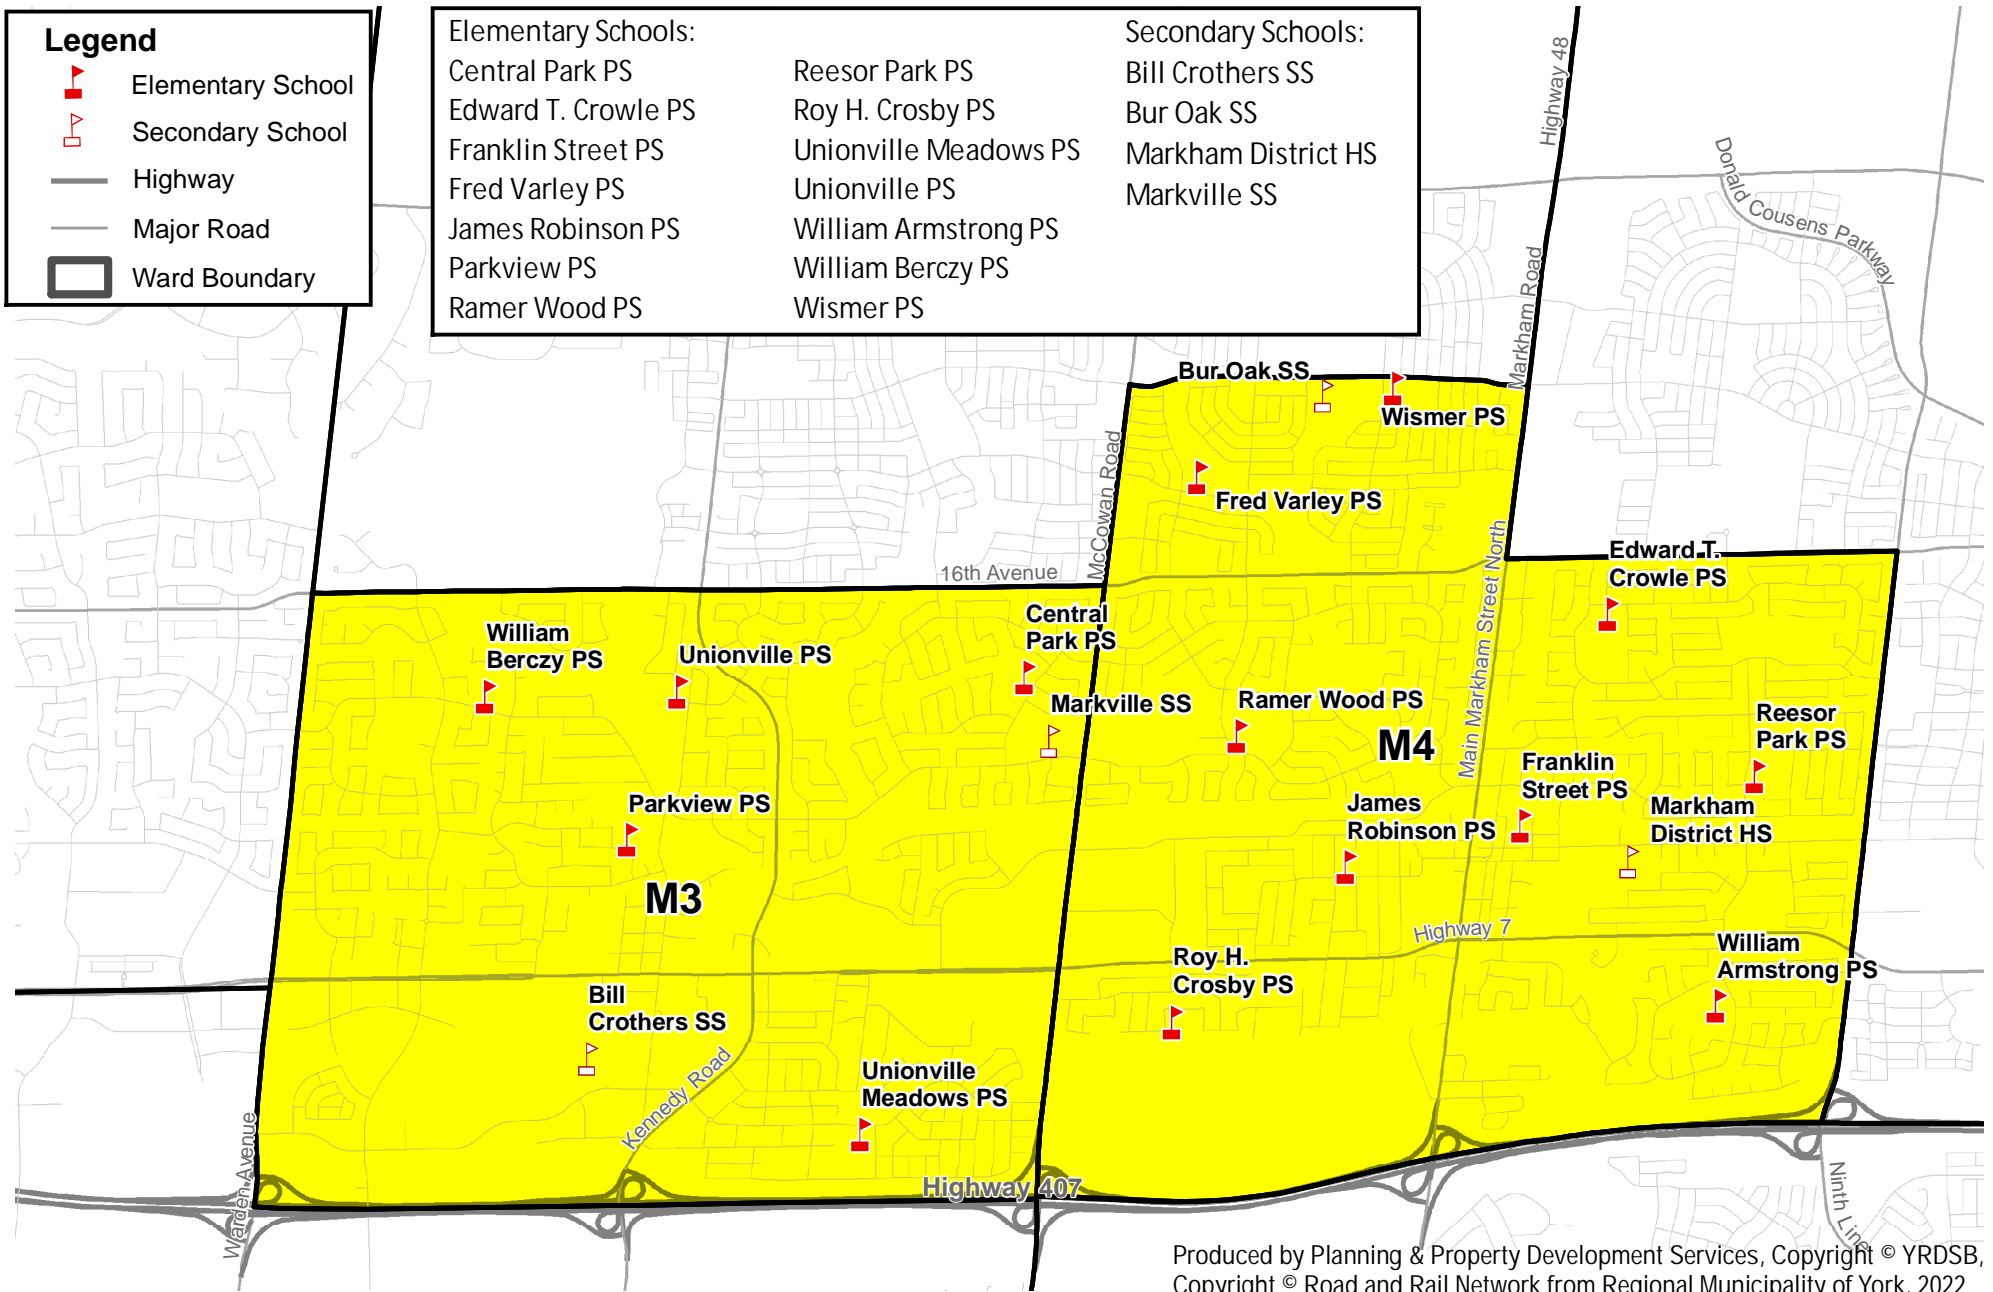 Legend
Elementary School
Secondary School
Highway
Major Road
Ward Boundary
Elementary Schools:
Central Park PS
Edward T. Crowle PS
Franklin Street PS
Fred Varley PS
James Robinson PS
Parkview PS
Ramer Wood PS
Reesor Park PS
Roy H. Crosby PS
Unionville Meadows PS
Unionville PS
William Armstrong PS
William Berczy PS
Wismer PS
Secondary Schools:
Bill Crothers SS
Bur Oak SS
Markham District HS
Markville SS
Highway 48
Donald Cousens Parkway
Markham Road
Bur Oak SS
Wismer PS
McCowan Road
Fred Varley PS
Main Markham Street North
16th Avenue
Edward T.
Crowle PS
Central
Park PS
William
Berczy PS
Unionville PS
Markville SS
Ramer Wood PS
M4
Reesor
Park PS
Franklin
Street PS
Parkview PS
James
Robinson PS
Markham
District HS
M3
Highway 7
William
Armstrong PS
Roy H.
Crosby PS
Bill
Crothers SS
Kennedy Road
Unionville
Meadows PS
Warden Avenue
Highway 407
Ninth Line
Produced by Planning & Property Development Services, Copyright © YRDSB,
Copyright © Road and Rail Network from Regional Municipality of York, 2022